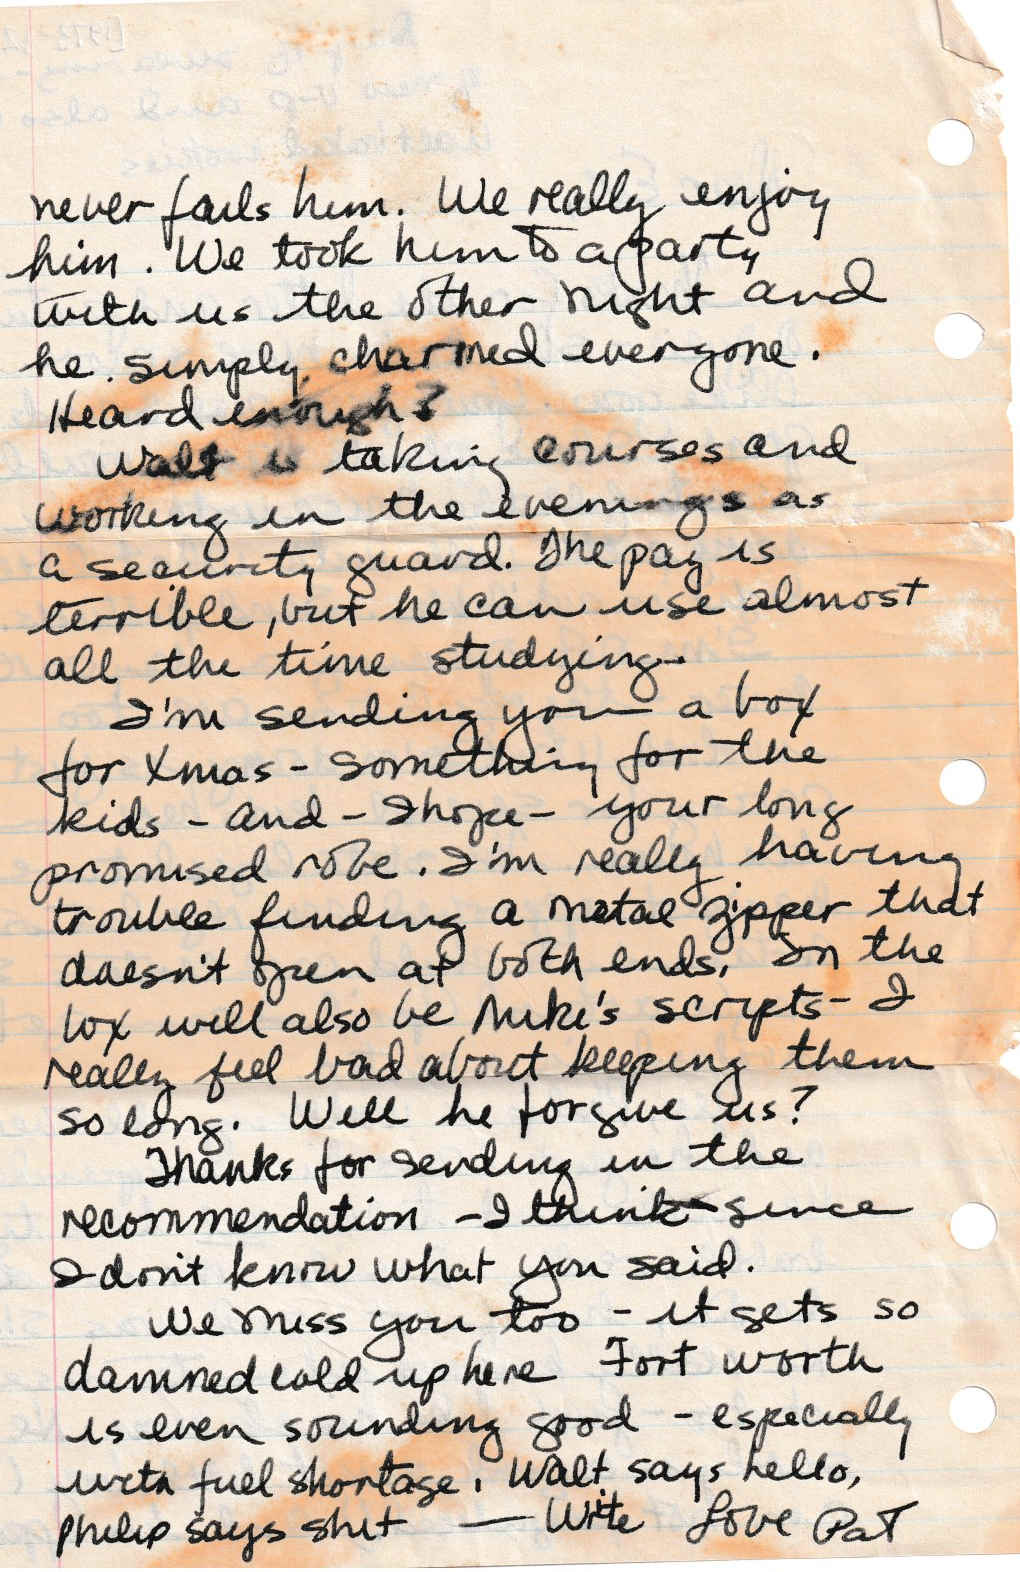 never fails him. We really enjoy
him. We took him to a party
with us the other night and
he simply charmed everyone.
Heard enough?
Walt is taking courses and
working in the evenings as
a security guard. The pay is
terrible, but he can use almost
all the time studying.
I'm sending you a box
for Xmas - something for the
kids - and - I hope - your long
promised robe. I'm really having
trouble finding a metal zipper that
doesn't open at both ends. In the
box will also be Mike's scripts - I
really feel bad about keeping them
so long. Will he forgive us?
Thanks for sending in the
recommendation - I think - since
I don't know what you said.
We miss you too - it gets so
damned cold up here Fort Worth
is even sounding good - especially
with fuel shortage. Walt says hello,
Philip says shit — Write Love Pat